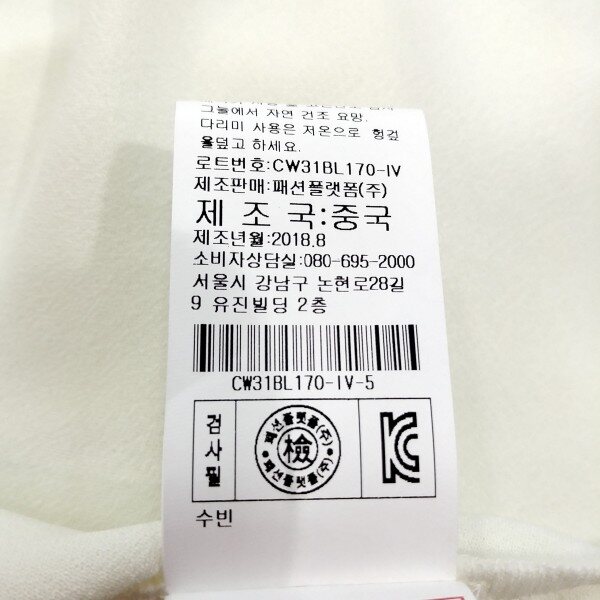 그늘에서 자연 건조 요망.
다리미 사용은 저온으로 헝겊
을덮고 하세요.
로트번호:CW31BL170-IV
제조판매:패션플랫폼(주)
제 조 국:중국
제조년월:2018.8
소비자상담실:080-695-2000
서울시 강남구 논현로28길
9 유진빌딩 2층
CW31BL170-IV-5
검사필
패션플랫폼(주)
檢
패션플랫폼(주)
KC
수빈